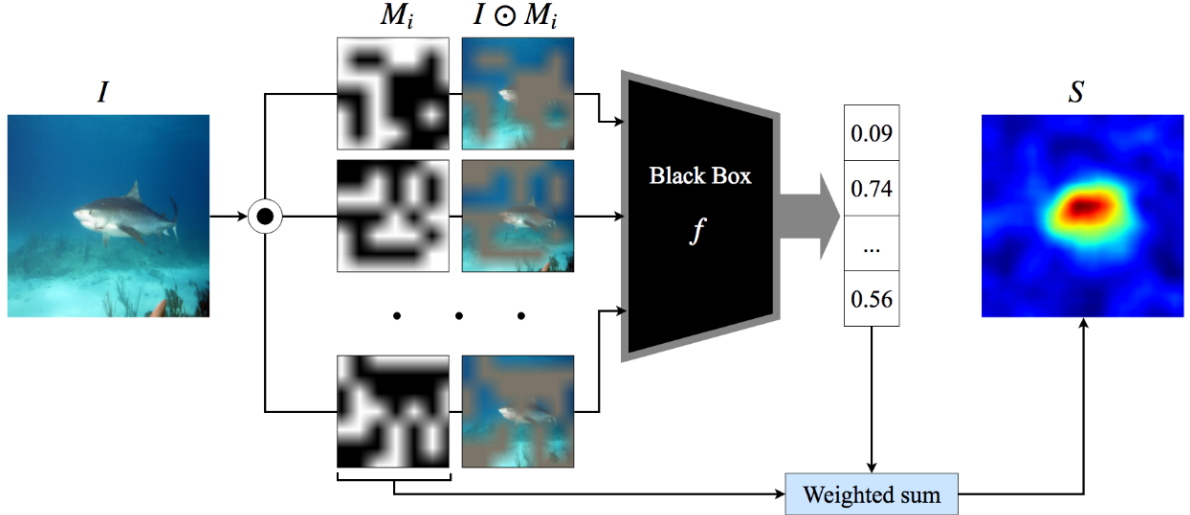 I
M_i
I ⊙ M_i
Black Box
f
0.09
0.74
...
0.56
S
Weighted sum